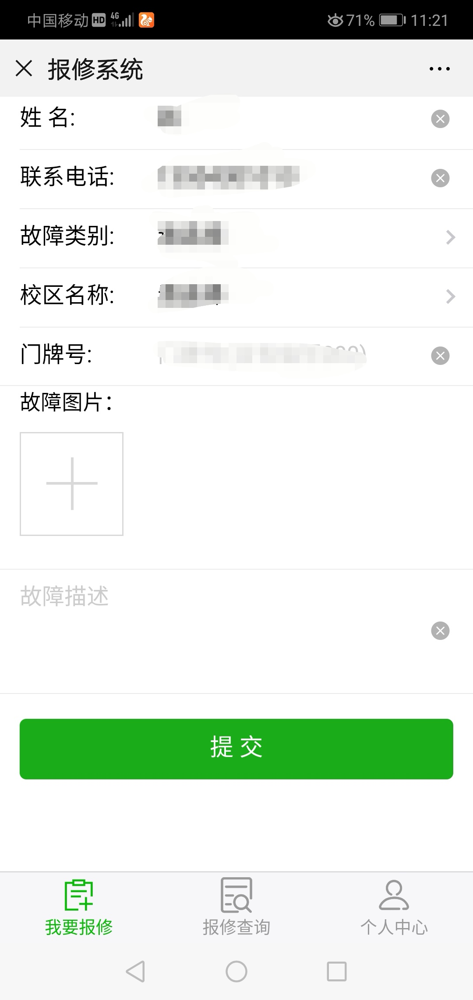 中国移动 HD 4G 71% 11:21
报修系统
姓 名:
联系电话:
故障类别:
校区名称:
门牌号:
故障图片：
故障描述
提 交
我要报修 报修查询 个人中心